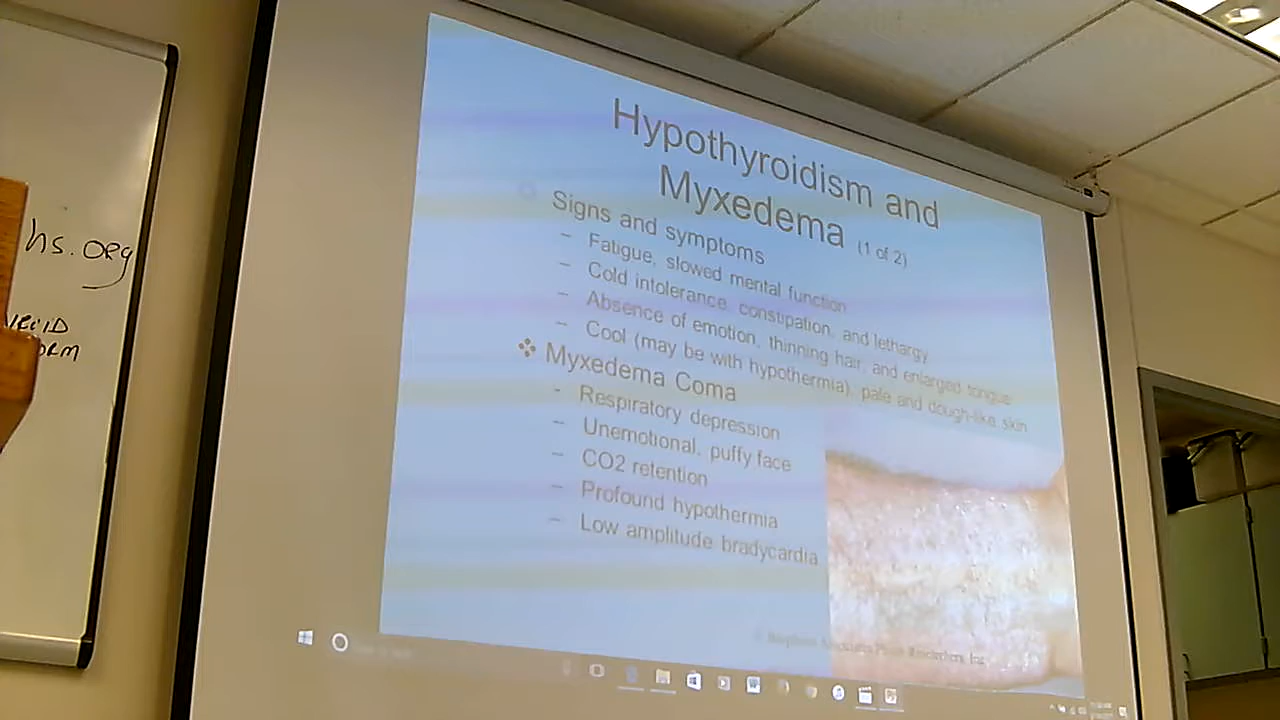 hs.org
Hypothyroidism and
Myxedema (1 of 2)
Signs and symptoms
– Fatigue, slowed mental function
– Cold intolerance, constipation, and lethargy
– Absence of emotion, thinning hair, and enlarged tongue
– Cool (may be with hypothermia), pale and dough-like skin
❖ Myxedema Coma
- Respiratory depression
– Unemotional, puffy face
– CO2 retention
– Profound hypothermia
– Low amplitude bradycardia